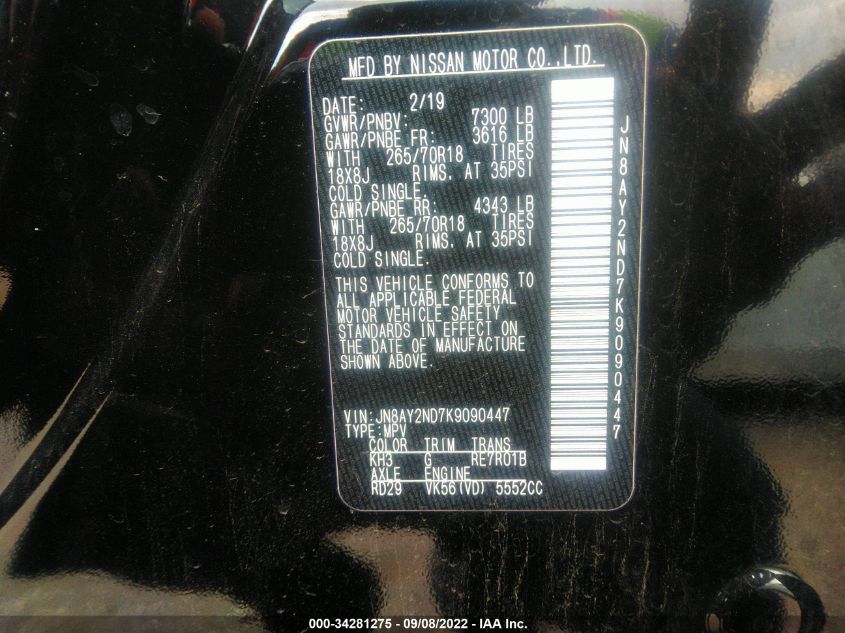 MFD BY NISSAN MOTOR CO.,LTD.
DATE: 2/19
GVWR/PNBV: 7300 LB
GAWR/PNBE FR: 3616 LB
WITH 265/70R18 TIRES
18X8J RIMS. AT 35PSI
COLD SINGLE.
GAWR/PNBE RR: 4343 LB
WITH 265/70R18 TIRES
18X8J RIMS. AT 35PSI
COLD SINGLE.
THIS VEHICLE CONFORMS TO
ALL APPLICABLE FEDERAL
MOTOR VEHICLE SAFETY
STANDARDS IN EFFECT ON
THE DATE OF MANUFACTURE
SHOWN ABOVE.
VIN:JN8AY2ND7K9090447
TYPE:MPV
COLOR TRIM TRANS
KH3 G RE7R01B
AXLE ENGINE
RD29 VK56(VD) 5552CC
JN8AY2ND7K9090447
000-34281275 - 09/08/2022 - IAA Inc.